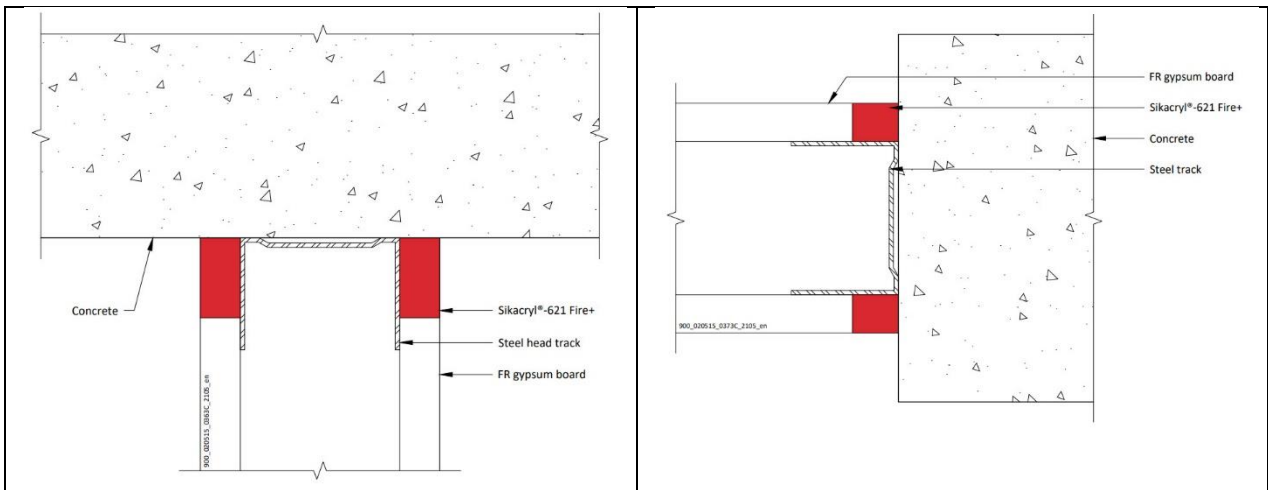 Concrete
Sikacryl®-621 Fire+
Steel head track
FR gypsum board
900_020515_0363C_2105_en
FR gypsum board
Sikacryl®-621 Fire+
Concrete
Steel track
900_020515_0373C_2105_en